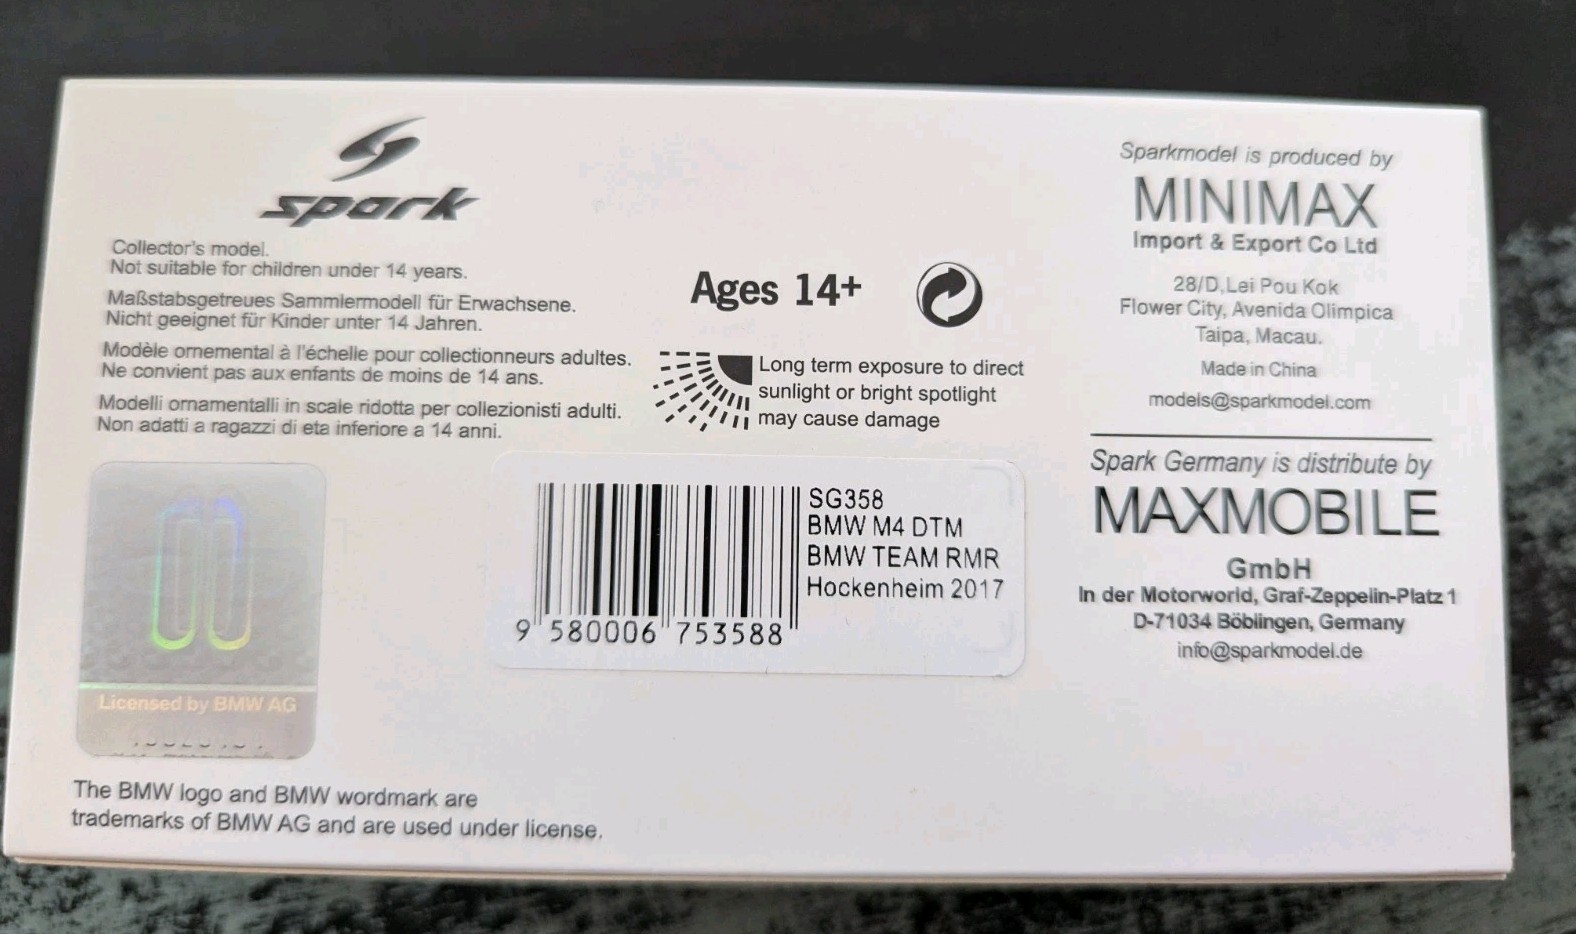 spark
Collector's model.
Not suitable for children under 14 years.
Maßstabsgetreues Sammlermodell für Erwachsene.
Nicht geeignet für Kinder unter 14 Jahren.
Modèle ornemental à l'échelle pour collectionneurs adultes.
Ne convient pas aux enfants de moins de 14 ans.
Modelli ornamentalli in scale ridotta per collezionisti adulti.
Non adatti a ragazzi di eta inferiore a 14 anni.
Ages 14+
Long term exposure to direct
sunlight or bright spotlight
may cause damage
Sparkmodel is produced by
MINIMAX
Import & Export Co Ltd
28/D,Lei Pou Kok
Flower City, Avenida Olimpica
Taipa, Macau.
Made in China
models@sparkmodel.com
Spark Germany is distribute by
MAXMOBILE
GmbH
In der Motorworld, Graf-Zeppelin-Platz 1
D-71034 Böblingen, Germany
info@sparkmodel.de
SG358
BMW M4 DTM
BMW TEAM RMR
Hockenheim 2017
9 580006 753588
Licensed by BMW AG
The BMW logo and BMW wordmark are
trademarks of BMW AG and are used under license.